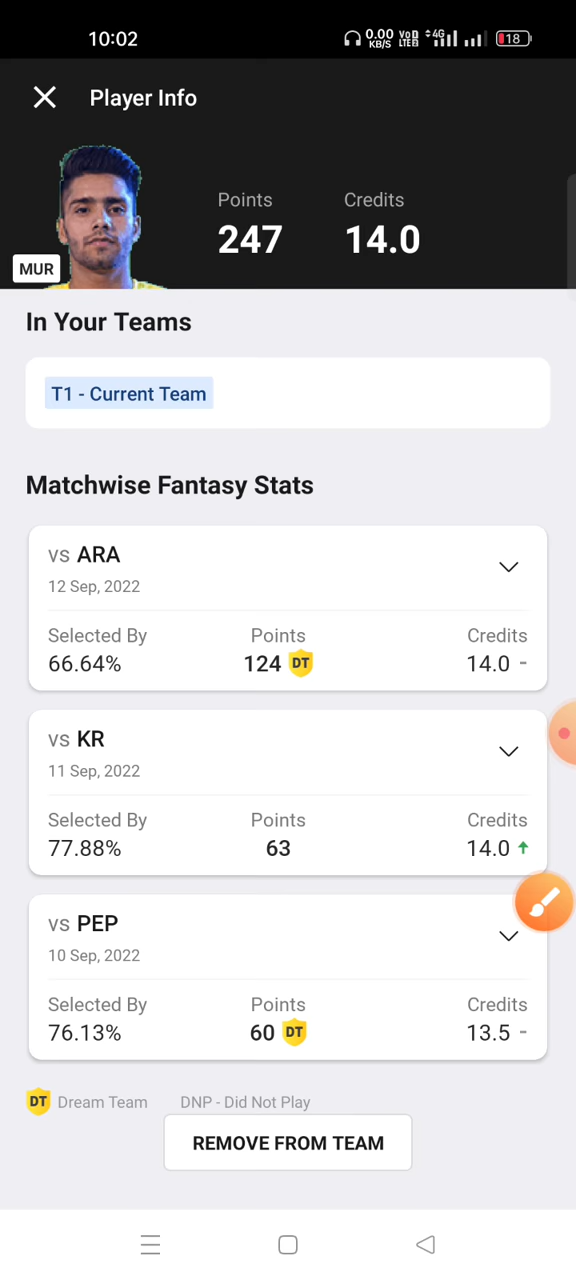 10:02
0.00 KB/S VoD LTE 4G 18
Player Info
Points Credits
247 14.0
MUR
In Your Teams
T1 - Current Team
Matchwise Fantasy Stats
vs ARA
12 Sep, 2022
Selected By Points Credits
66.64% 124 DT 14.0 -
vs KR
11 Sep, 2022
Selected By Points Credits
77.88% 63 14.0
vs PEP
10 Sep, 2022
Selected By Points Credits
76.13% 60 DT 13.5 -
DT Dream Team DNP - Did Not Play
REMOVE FROM TEAM